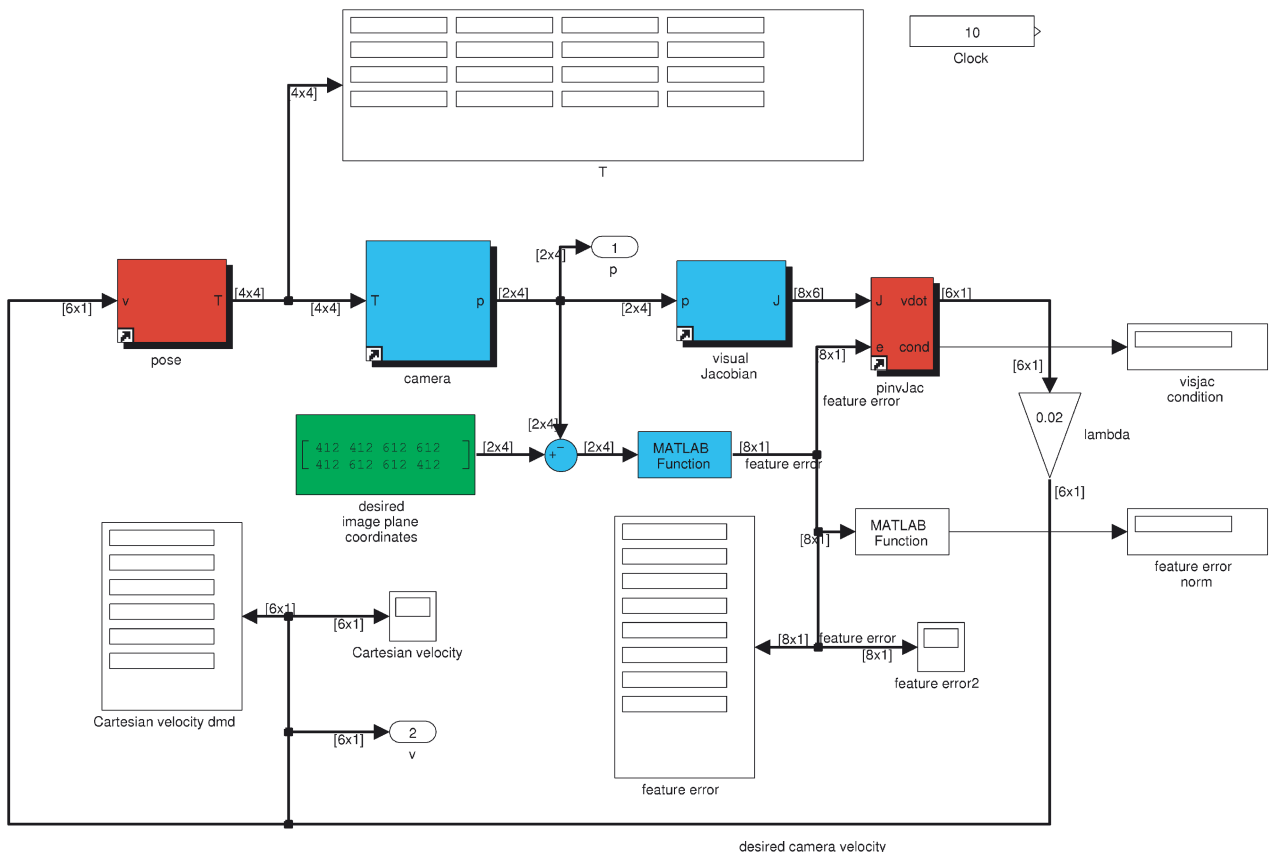 10
Clock
[4x4]
T
1
p
[2x4]
v
T
[6x1]
[4x4]
pose
[4x4]
T
p
[2x4]
camera
[2x4]
p
J
[8x6]
visual
Jacobian
J
vdot
[6x1]
e
cond
8x1]
pinvJac
feature error
[6x1]
visjac
condition
0.02
lambda
[6x1]
412 412 612 612
412 612 612 412
[2x4]
desired
image plane
coordinates
[2x4]
−
+
[2x4]
MATLAB
Function
[8x1]
feature error
[8x1]
MATLAB
Function
feature error
norm
[6x1]
[6x1]
Cartesian velocity
Cartesian velocity dmd
[6x1]
2
v
[8x1]
feature error
[8x1]
feature error2
feature error
desired camera velocity